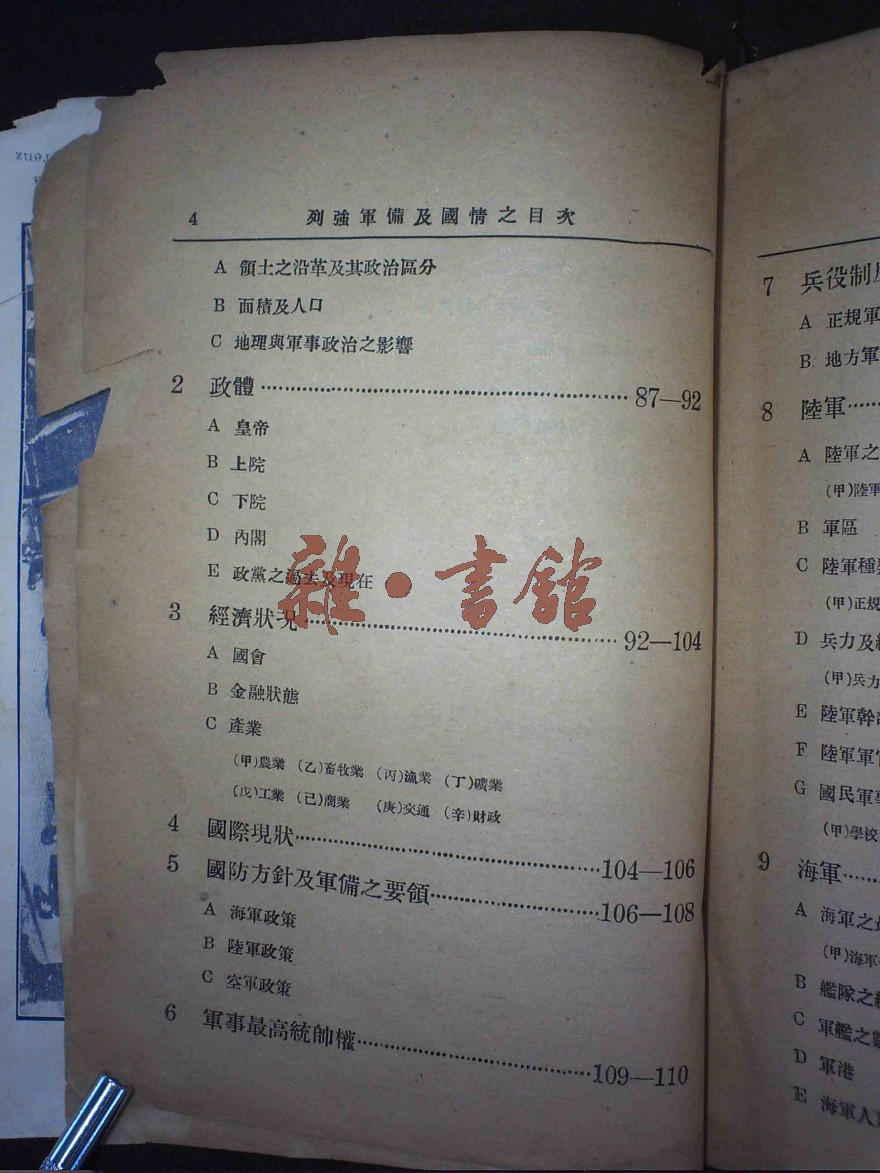 4 列強軍備及國情之目次
A 領土之沿革及其政治區分
B 面積及人口
C 地理與軍事政治之影響
2 政體 87—92
A 皇帝
B 上院
C 下院
D 內閣
E 政黨之過去及現在
3 經濟狀況 92—104
A 國會
B 金融狀態
C 產業
(甲)農業 (乙)畜牧業 (丙)漁業 (丁)礦業
(戊)工業 (己)商業 (庚)交通 (辛)財政
4 國際現狀 104—106
5 國防方針及軍備之要領 106—108
A 海軍政策
B 陸軍政策
C 空軍政策
6 軍事最高統帥權 109—110
雜·書館
7 兵役制
A 正規軍
B 地方軍
8 陸軍
A 陸軍之
(甲)陸軍
B 軍區
C 陸軍種
(甲)正規
D 兵力及
(甲)兵力
E 陸軍幹
F 陸軍軍
G 國民軍
(甲)學校
9 海軍
A 海軍之
(甲)海軍
B 艦隊之
C 軍艦之
D 軍港
E 海軍人